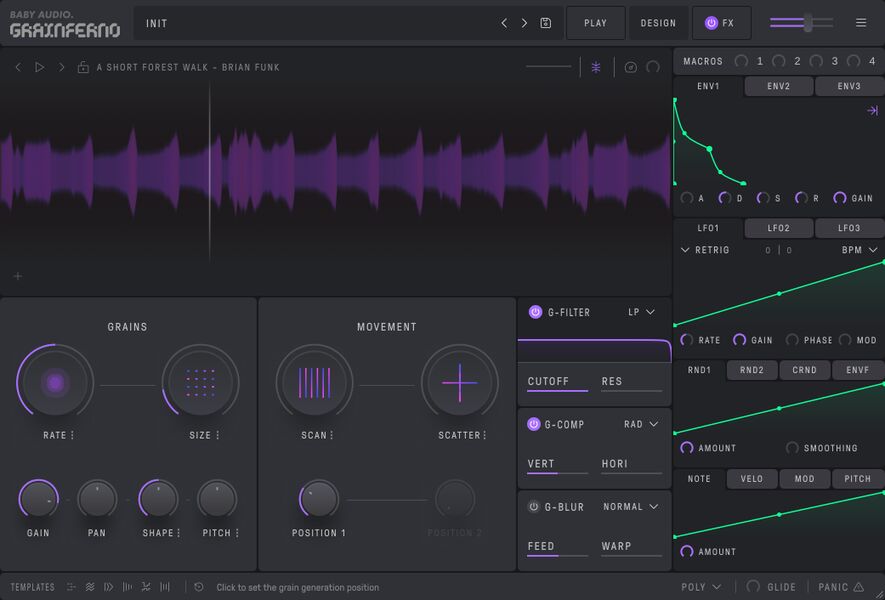 BABY AUDIO.
GRAINFERNO
INIT
PLAY
DESIGN
FX
A SHORT FOREST WALK - BRIAN FUNK
MACROS 1 2 3 4
ENV1 ENV2 ENV3
A D S R GAIN
LFO1 LFO2 LFO3
RETRIG 0 | 0 BPM
RATE GAIN PHASE MOD
RND1 RND2 CRND ENVF
AMOUNT SMOOTHING
NOTE VELO MOD PITCH
AMOUNT
GRAINS
RATE SIZE
GAIN PAN SHAPE PITCH
MOVEMENT
SCAN SCATTER
POSITION 1 POSITION 2
G-FILTER LP
CUTOFF RES
G-COMP RAD
VERT HORI
G-BLUR NORMAL
FEED WARP
TEMPLATES
Click to set the grain generation position
POLY GLIDE PANIC